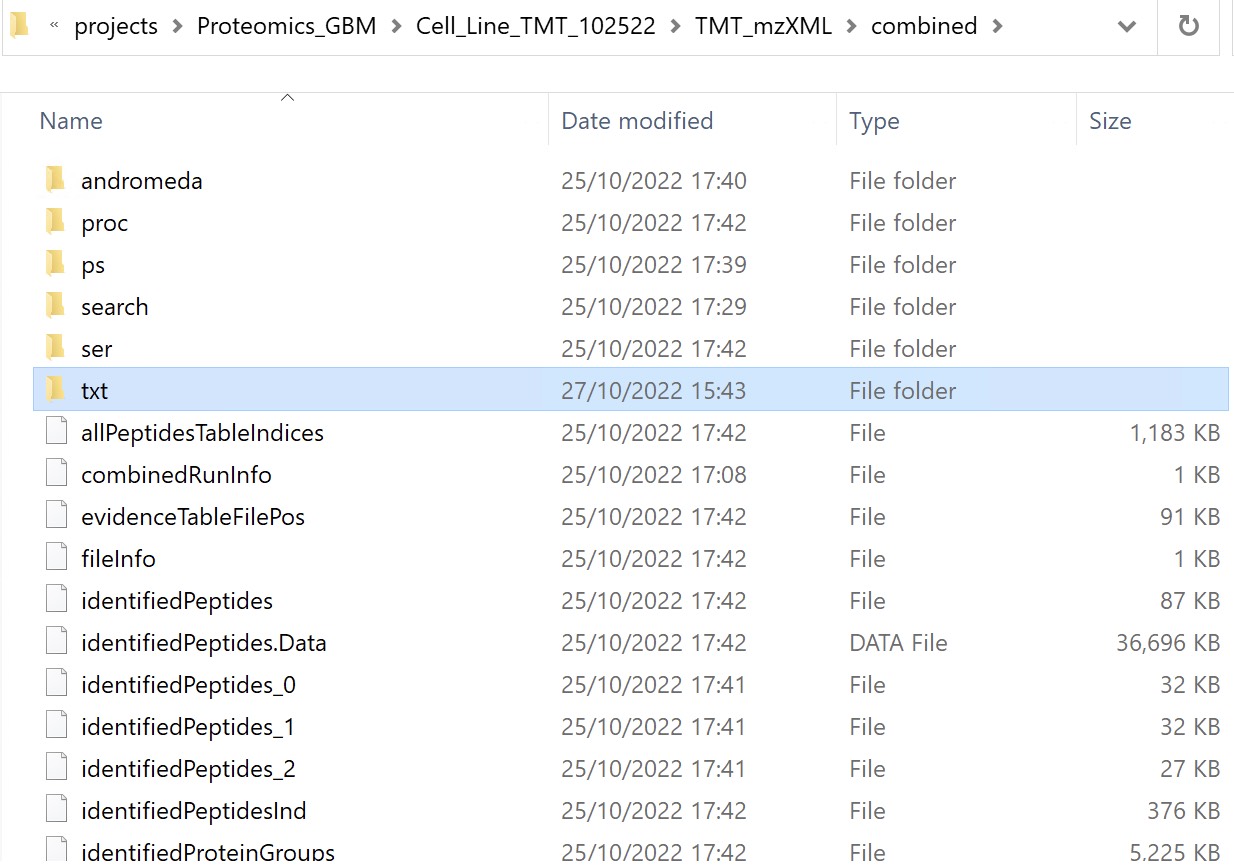 « projects > Proteomics_GBM > Cell_Line_TMT_102522 > TMT_mzXML > combined >
Name Date modified Type Size
andromeda 25/10/2022 17:40 File folder
proc 25/10/2022 17:42 File folder
ps 25/10/2022 17:39 File folder
search 25/10/2022 17:29 File folder
ser 25/10/2022 17:42 File folder
txt 27/10/2022 15:43 File folder
allPeptidesTableIndices 25/10/2022 17:42 File 1,183 KB
combinedRunInfo 25/10/2022 17:08 File 1 KB
evidenceTableFilePos 25/10/2022 17:42 File 91 KB
fileInfo 25/10/2022 17:42 File 1 KB
identifiedPeptides 25/10/2022 17:42 File 87 KB
identifiedPeptides.Data 25/10/2022 17:42 DATA File 36,696 KB
identifiedPeptides_0 25/10/2022 17:41 File 32 KB
identifiedPeptides_1 25/10/2022 17:41 File 32 KB
identifiedPeptides_2 25/10/2022 17:41 File 27 KB
identifiedPeptidesInd 25/10/2022 17:42 File 376 KB
identifiedProteinGroups 25/10/2022 17:42 File 5,225 KB